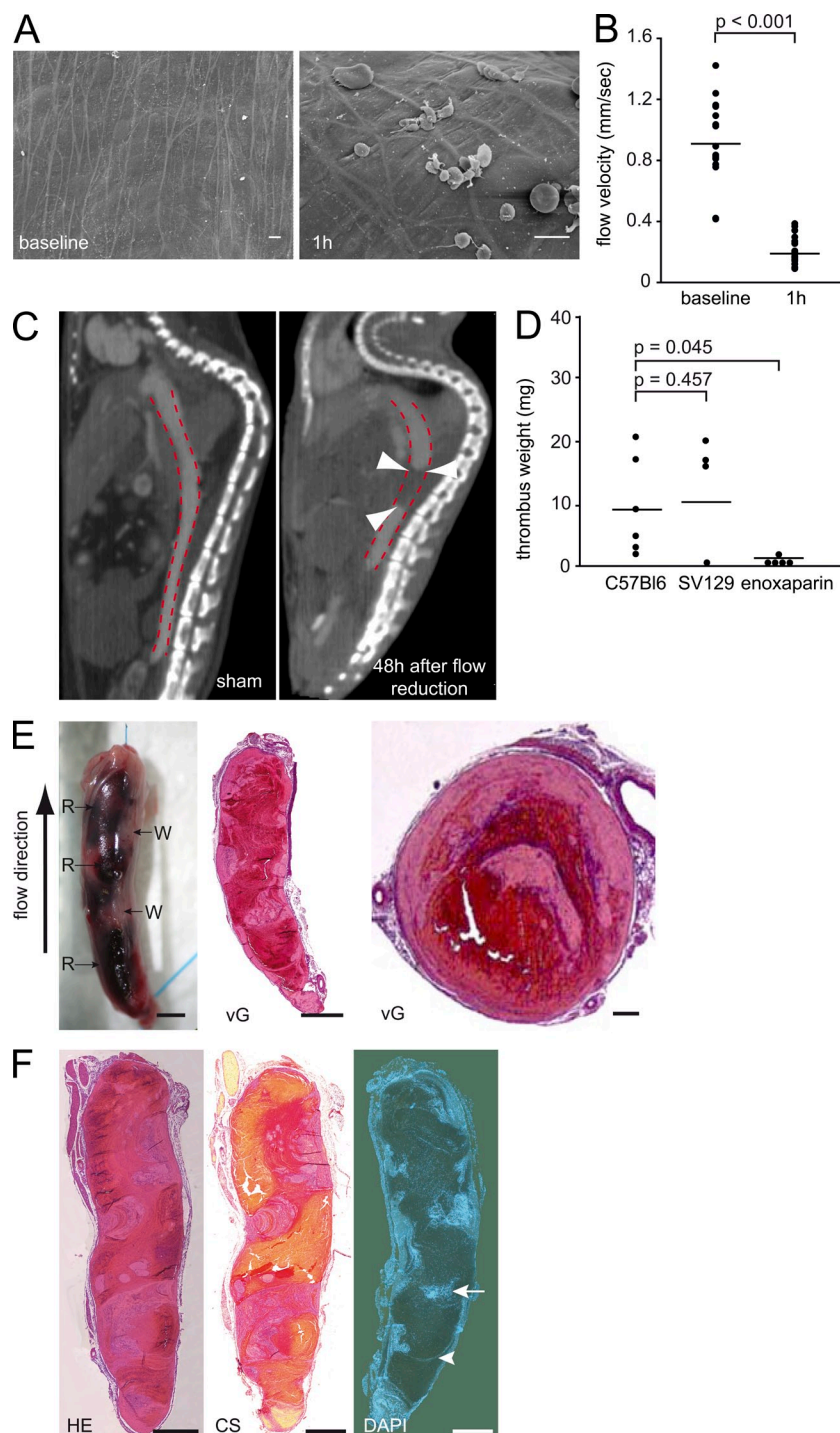 A
baseline
1h
B
p < 0.001
flow velocity (mm/sec)
1.6
1.2
0.8
0.4
0
baseline
1h
C
sham
48h after flow
reduction
D
thrombus weight (mg)
40
30
20
10
0
p = 0.045
p = 0.457
C57Bl6
SV129
enoxaparin
E
flow direction
R
W
R
W
R
vG
vG
F
HE
CS
DAPI